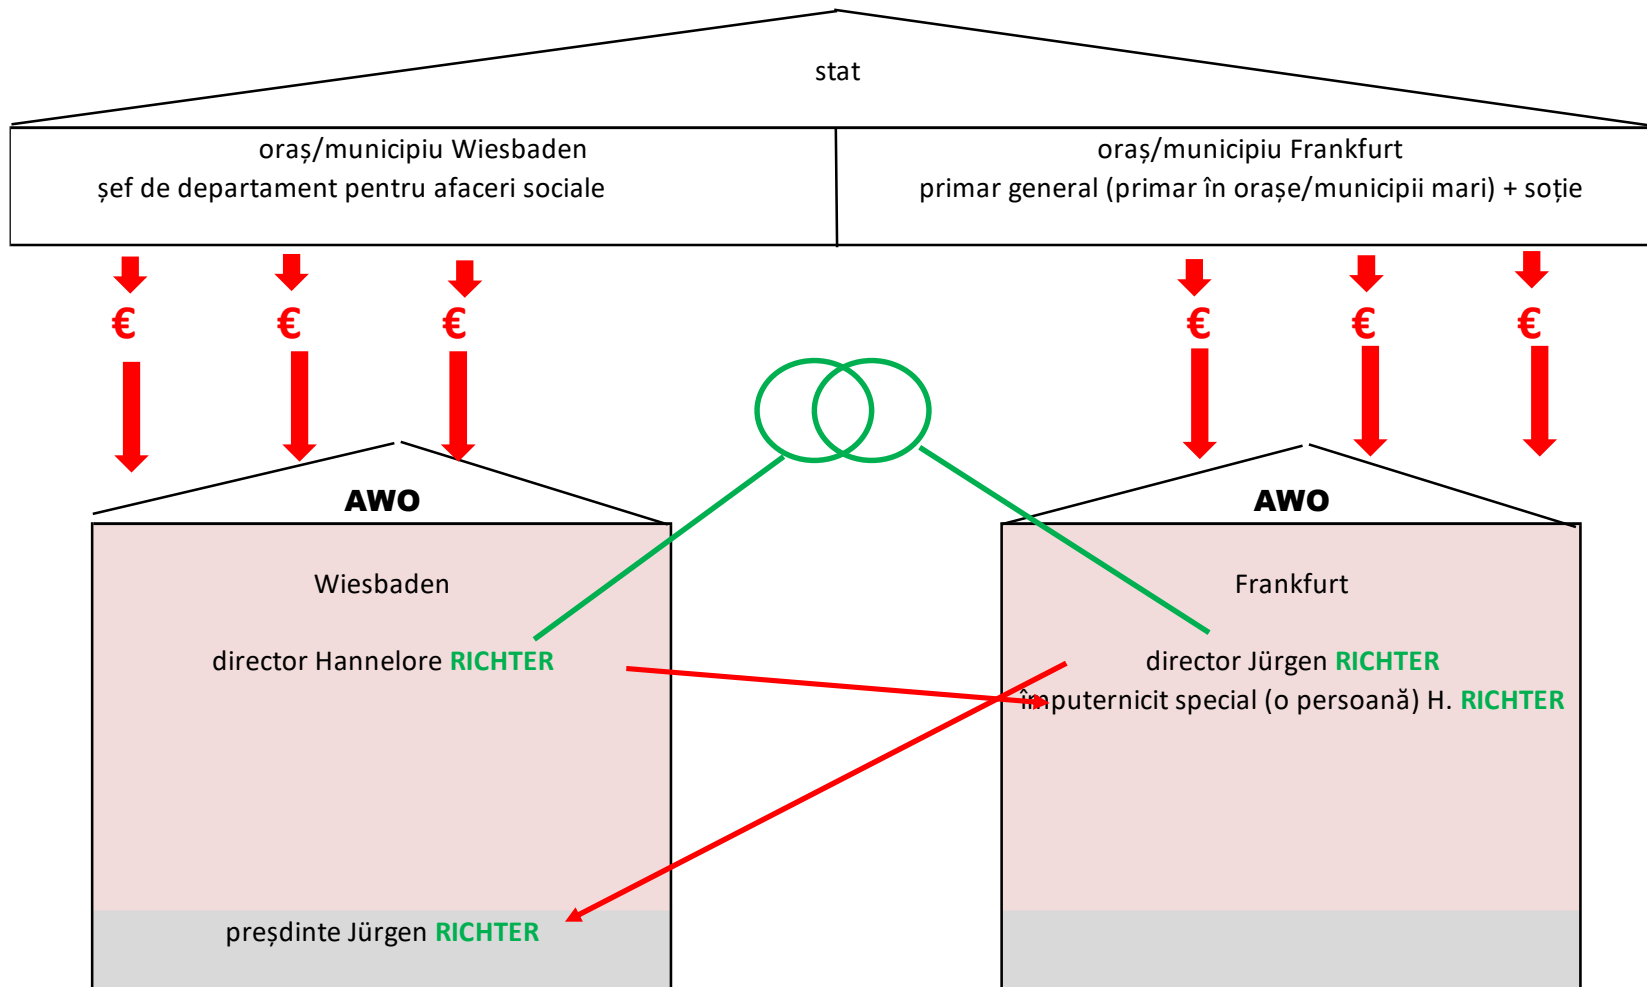 stat
oraș/municipiu Wiesbaden
șef de departament pentru afaceri sociale
oraș/municipiu Frankfurt
primar general (primar în orașe/municipii mari) + soție
€ € € € € €
AWO
Wiesbaden
director Hannelore RICHTER
preșdinte Jürgen RICHTER
AWO
Frankfurt
director Jürgen RICHTER
împuternicit special (o persoană) H. RICHTER